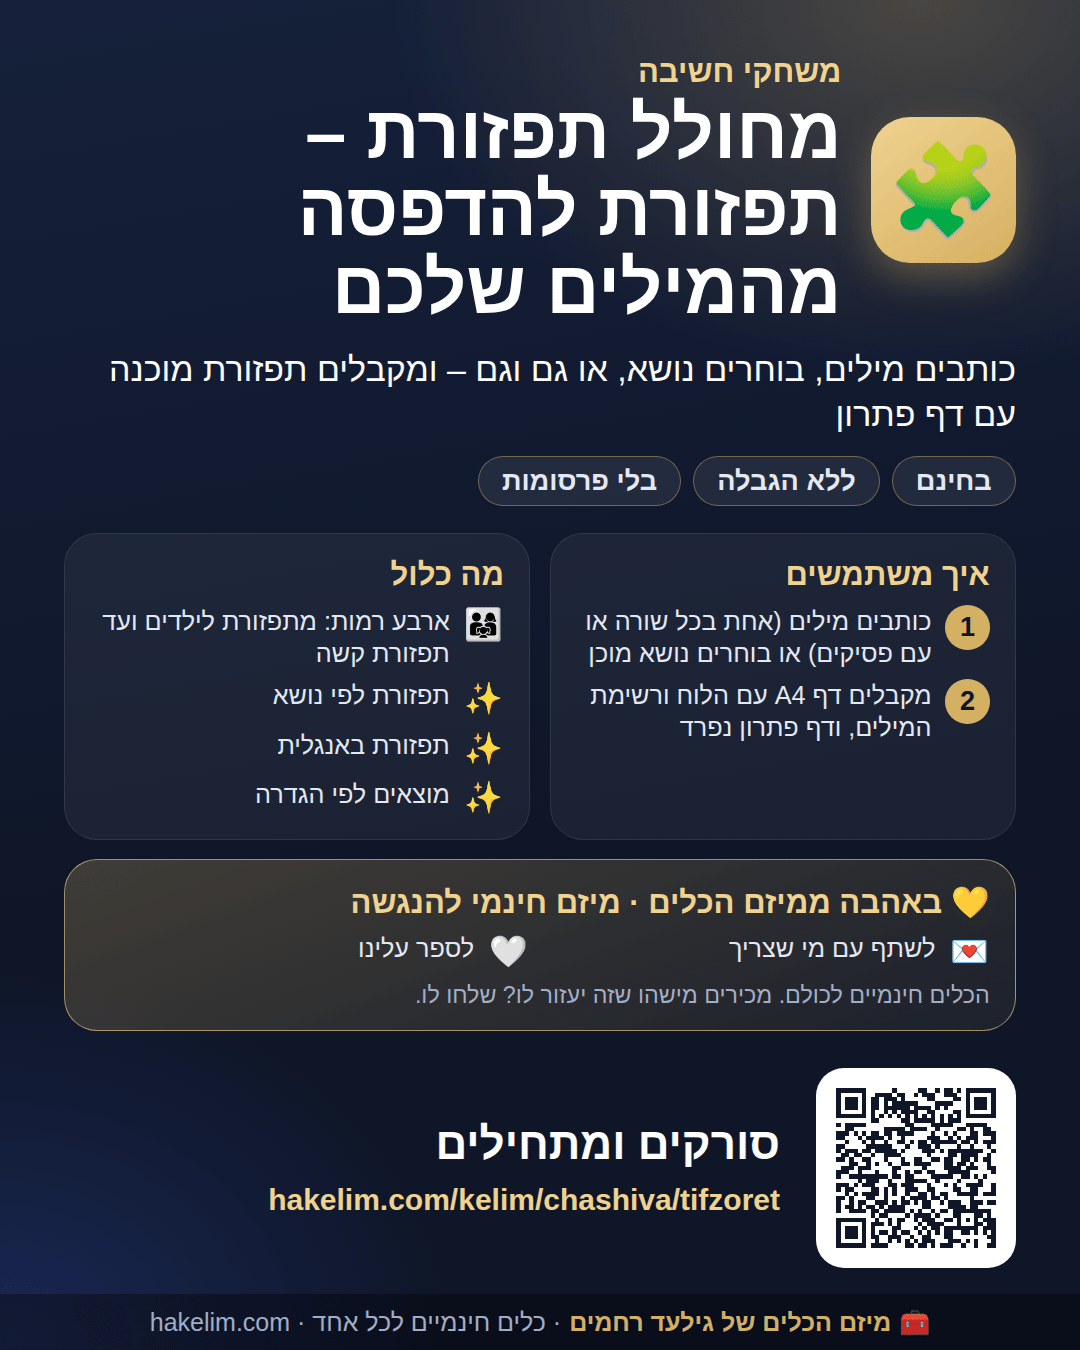 משחקי חשיבה
מחולל תפזורת –
תפזורת להדפסה
מהמילים שלכם
כותבים מילים, בוחרים נושא, או גם וגם – ומקבלים תפזורת מוכנה
עם דף פתרון
בחינם
ללא הגבלה
בלי פרסומות
איך משתמשים
1
כותבים מילים (אחת בכל שורה או
עם פסיקים) או בוחרים נושא מוכן
2
מקבלים דף A4 עם הלוח ורשימת
המילים, ודף פתרון נפרד
מה כלול
ארבע רמות: מתפזורת לילדים ועד
תפזורת קשה
תפזורת לפי נושא
תפזורת באנגלית
מוצאים לפי הגדרה
באהבה ממיזם הכלים · מיזם חינמי להנגשה
לשתף עם מי שצריך
לספר עלינו
הכלים חינמיים לכולם. מכירים מישהו שזה יעזור לו? שלחו לו.
סורקים ומתחילים
hakelim.com/kelim/chashiva/tifzoret
מיזם הכלים של גילעד רחמים · כלים חינמיים לכל אחד · hakelim.com